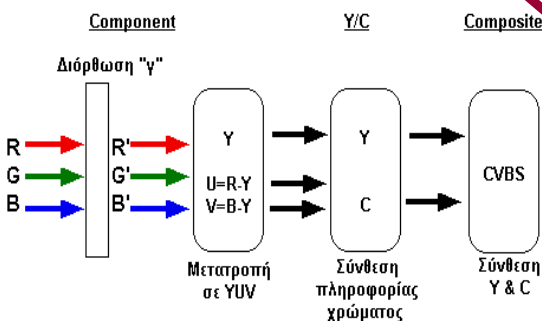 Component
Y/C
Composite
Διόρθωση "γ"
R
R'
G
G'
B
B'
Y
U=R-Y
V=B-Y
Y
C
CVBS
Μετατροπή
σε YUV
Σύνθεση
πληροφορίας
χρώματος
Σύνθεση
Y & C